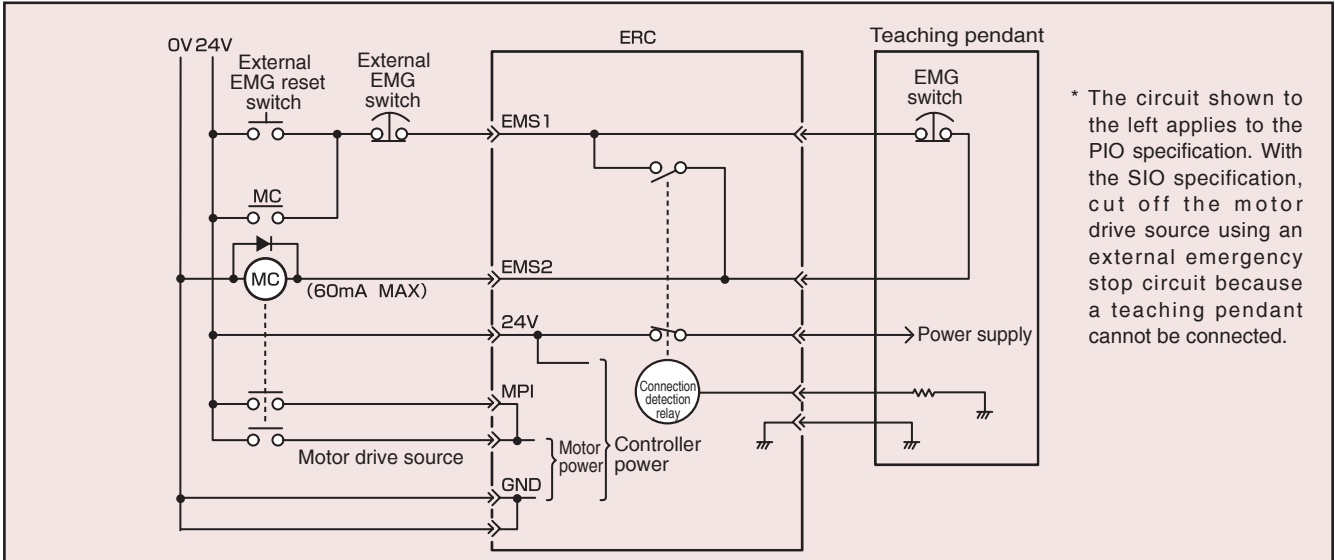 0V 24V
External
EMG reset
switch
External
EMG
switch
ERC
Teaching pendant
EMG
switch
EMS1
MC
MC
(60mA MAX)
EMS2
24V
Power supply
Connection
detection
relay
MPI
Motor drive source
Motor
power
Controller
power
GND
* The circuit shown to
the left applies to the
PIO specification. With
the SIO specification,
cut off the motor
drive source using an
external emergency
stop circuit because
a teaching pendant
cannot be connected.